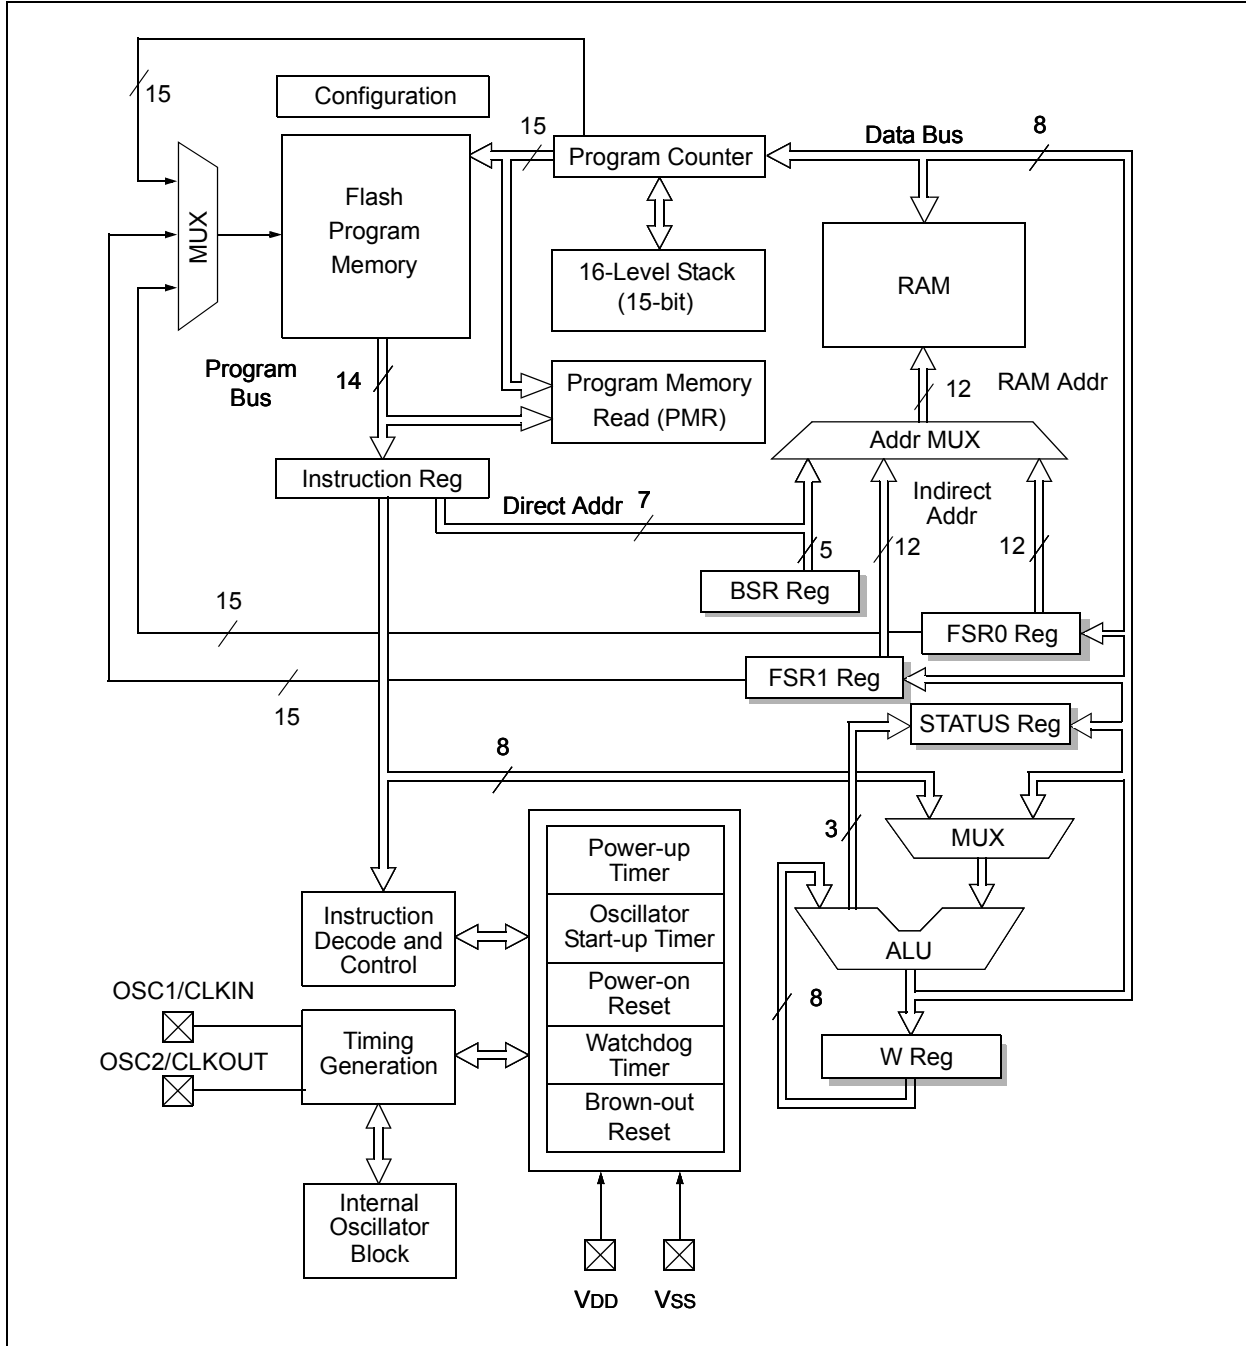 15
Configuration
15
Program Counter
Data Bus
8
Flash
Program
Memory
MUX
16-Level Stack
(15-bit)
RAM
Program
Bus
14
Program Memory
Read (PMR)
12
RAM Addr
Addr MUX
Instruction Reg
Direct Addr
7
Indirect
Addr
5
12
12
BSR Reg
15
FSR0 Reg
FSR1 Reg
15
STATUS Reg
8
3
MUX
Power-up
Timer
Instruction
Decode and
Control
Oscillator
Start-up Timer
ALU
OSC1/CLKIN
Power-on
Reset
8
Timing
Generation
OSC2/CLKOUT
Watchdog
Timer
W Reg
Brown-out
Reset
Internal
Oscillator
Block
VDD
VSS